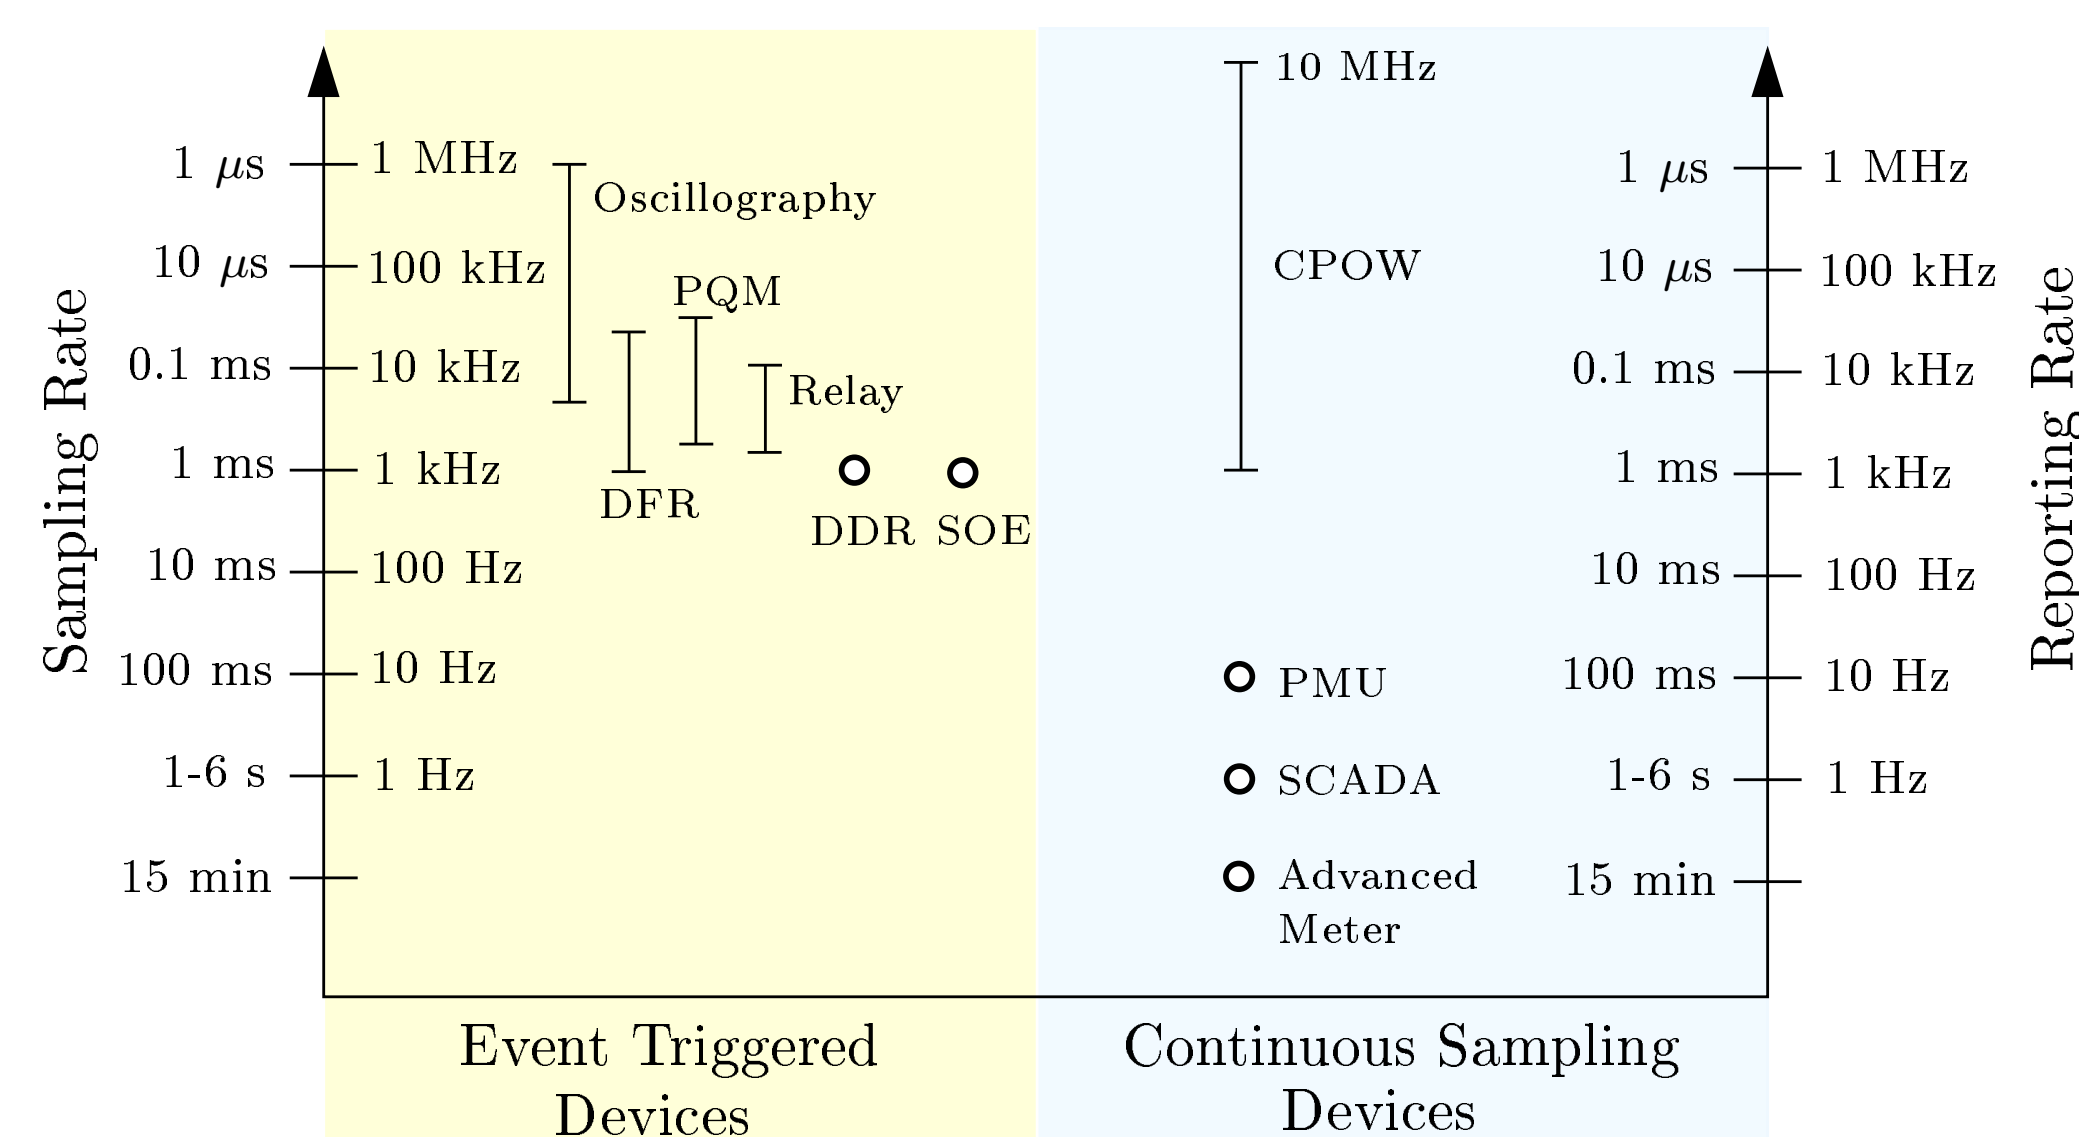 10 MHz
1 μs
1 MHz
1 μs
1 MHz
Oscillography
10 μs
100 kHz
PQM
CPOW
10 μs
100 kHz
0.1 ms
10 kHz
Relay
0.1 ms
10 kHz
1 ms
1 kHz
1 ms
1 kHz
DFR
DDR
SOE
10 ms
100 Hz
10 ms
100 Hz
100 ms
10 Hz
PMU
100 ms
10 Hz
1-6 s
1 Hz
SCADA
1-6 s
1 Hz
15 min
Advanced
Meter
15 min
Sampling Rate
Reporting Rate
Event Triggered
Devices
Continuous Sampling
Devices